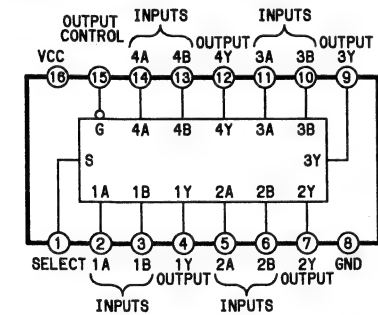 OUTPUT CONTROL
INPUTS
INPUTS
VCC
4A 4B
OUTPUT 4Y
3A 3B
OUTPUT 3Y
16 15 14 13 12 11 10 9
G 4A 4B 4Y 3A 3B
S 3Y
1A 1B 1Y 2A 2B 2Y
1 2 3 4 5 6 7 8
SELECT 1A 1B 1Y 2A 2B 2Y GND
OUTPUT OUTPUT
INPUTS INPUTS